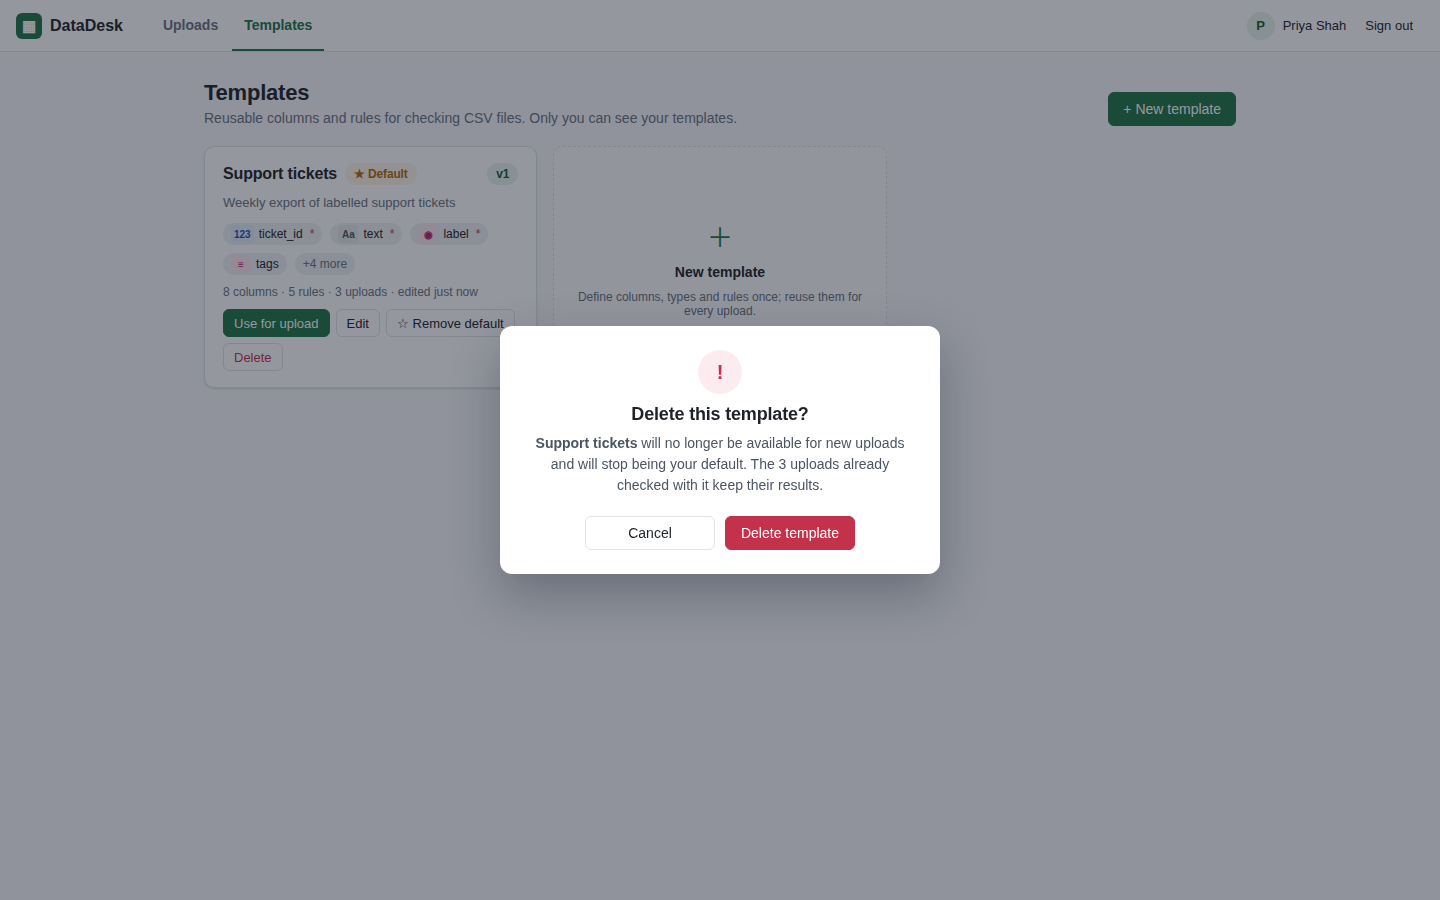 DataDesk
Uploads
Templates
P
Priya Shah
Sign out
Templates
Reusable columns and rules for checking CSV files. Only you can see your templates.
+ New template
Support tickets
★ Default
v1
Weekly export of labelled support tickets
123 ticket_id *
Aa text *
◉ label *
≡ tags
+4 more
8 columns · 5 rules · 3 uploads · edited just now
Use for upload
Edit
☆ Remove default
Delete
+
New template
Define columns, types and rules once; reuse them for
every upload.
!
Delete this template?
Support tickets will no longer be available for new uploads
and will stop being your default. The 3 uploads already
checked with it keep their results.
Cancel
Delete template